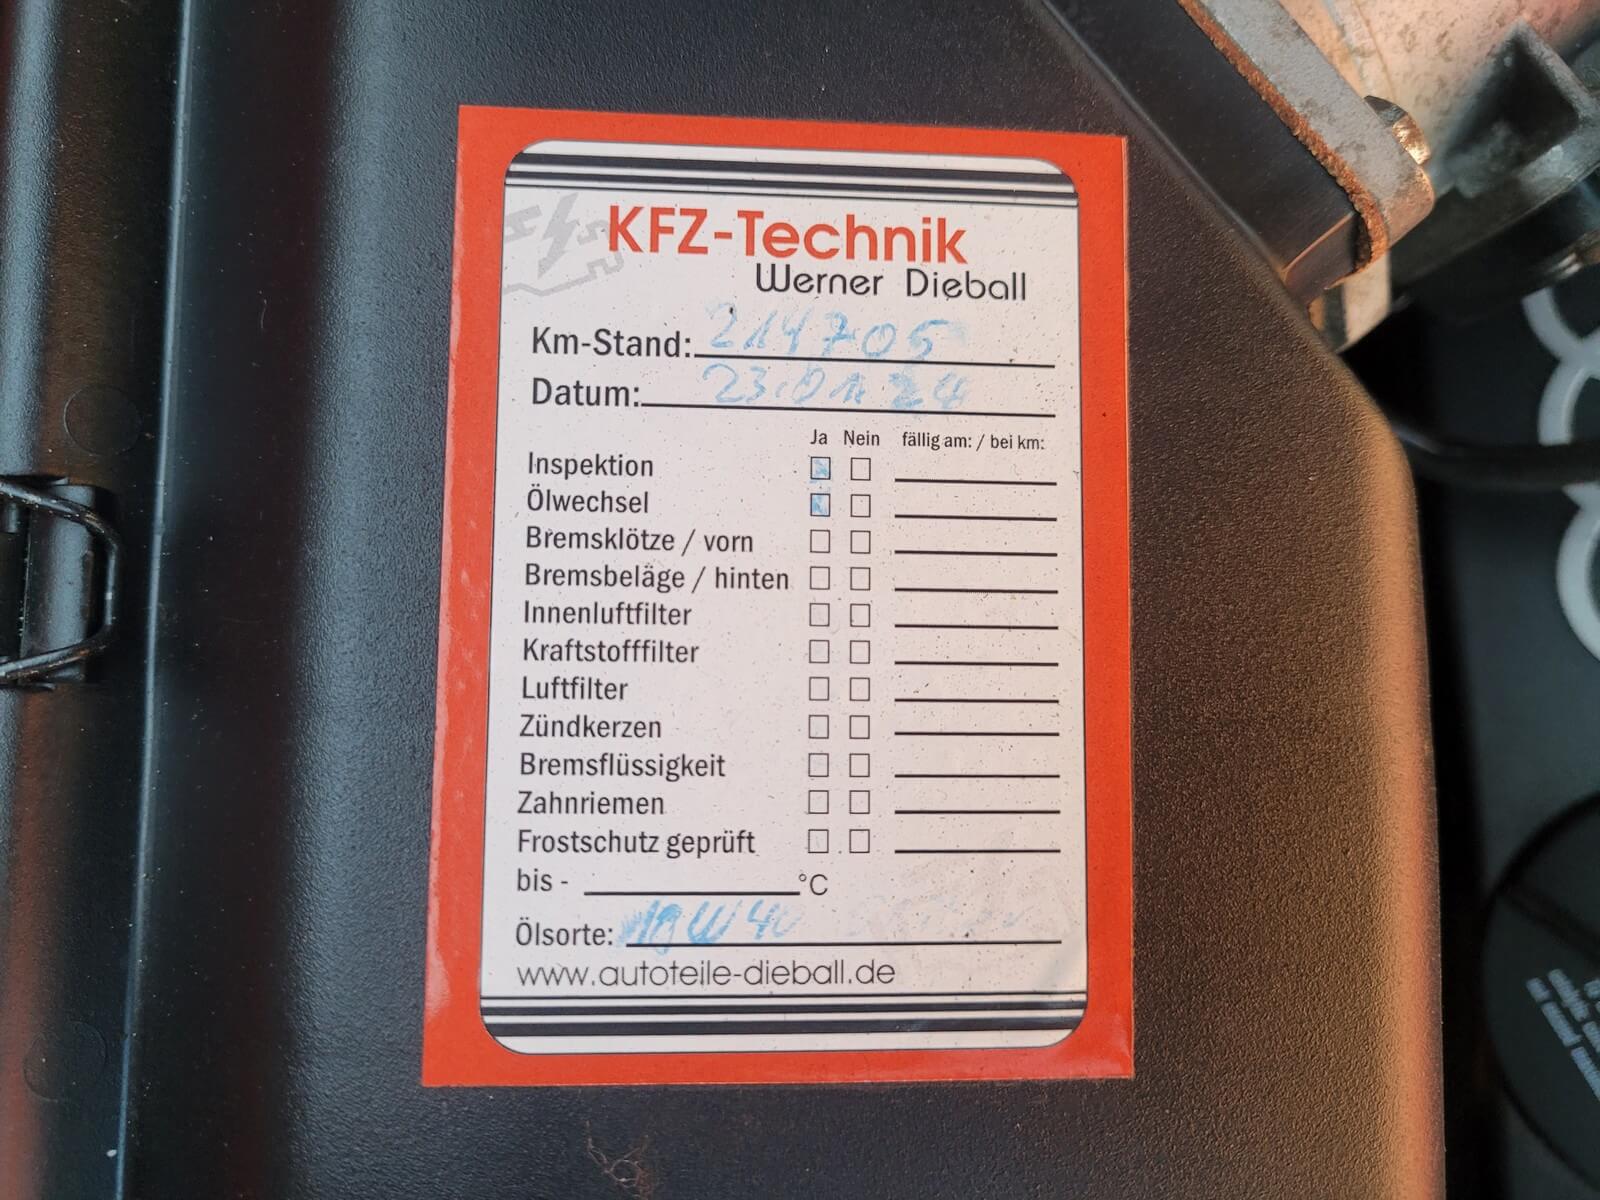 KFZ-Technik
Werner Dieball
Km-Stand: 214705
Datum: 23.01.24
Ja Nein fällig am: / bei km:
Inspektion
Ölwechsel
Bremsklötze / vorn
Bremsbeläge / hinten
Innenluftfilter
Kraftstofffilter
Luftfilter
Zündkerzen
Bremsflüssigkeit
Zahnriemen
Frostschutz geprüft
bis - °C
Ölsorte: 10W40
www.autoteile-dieball.de